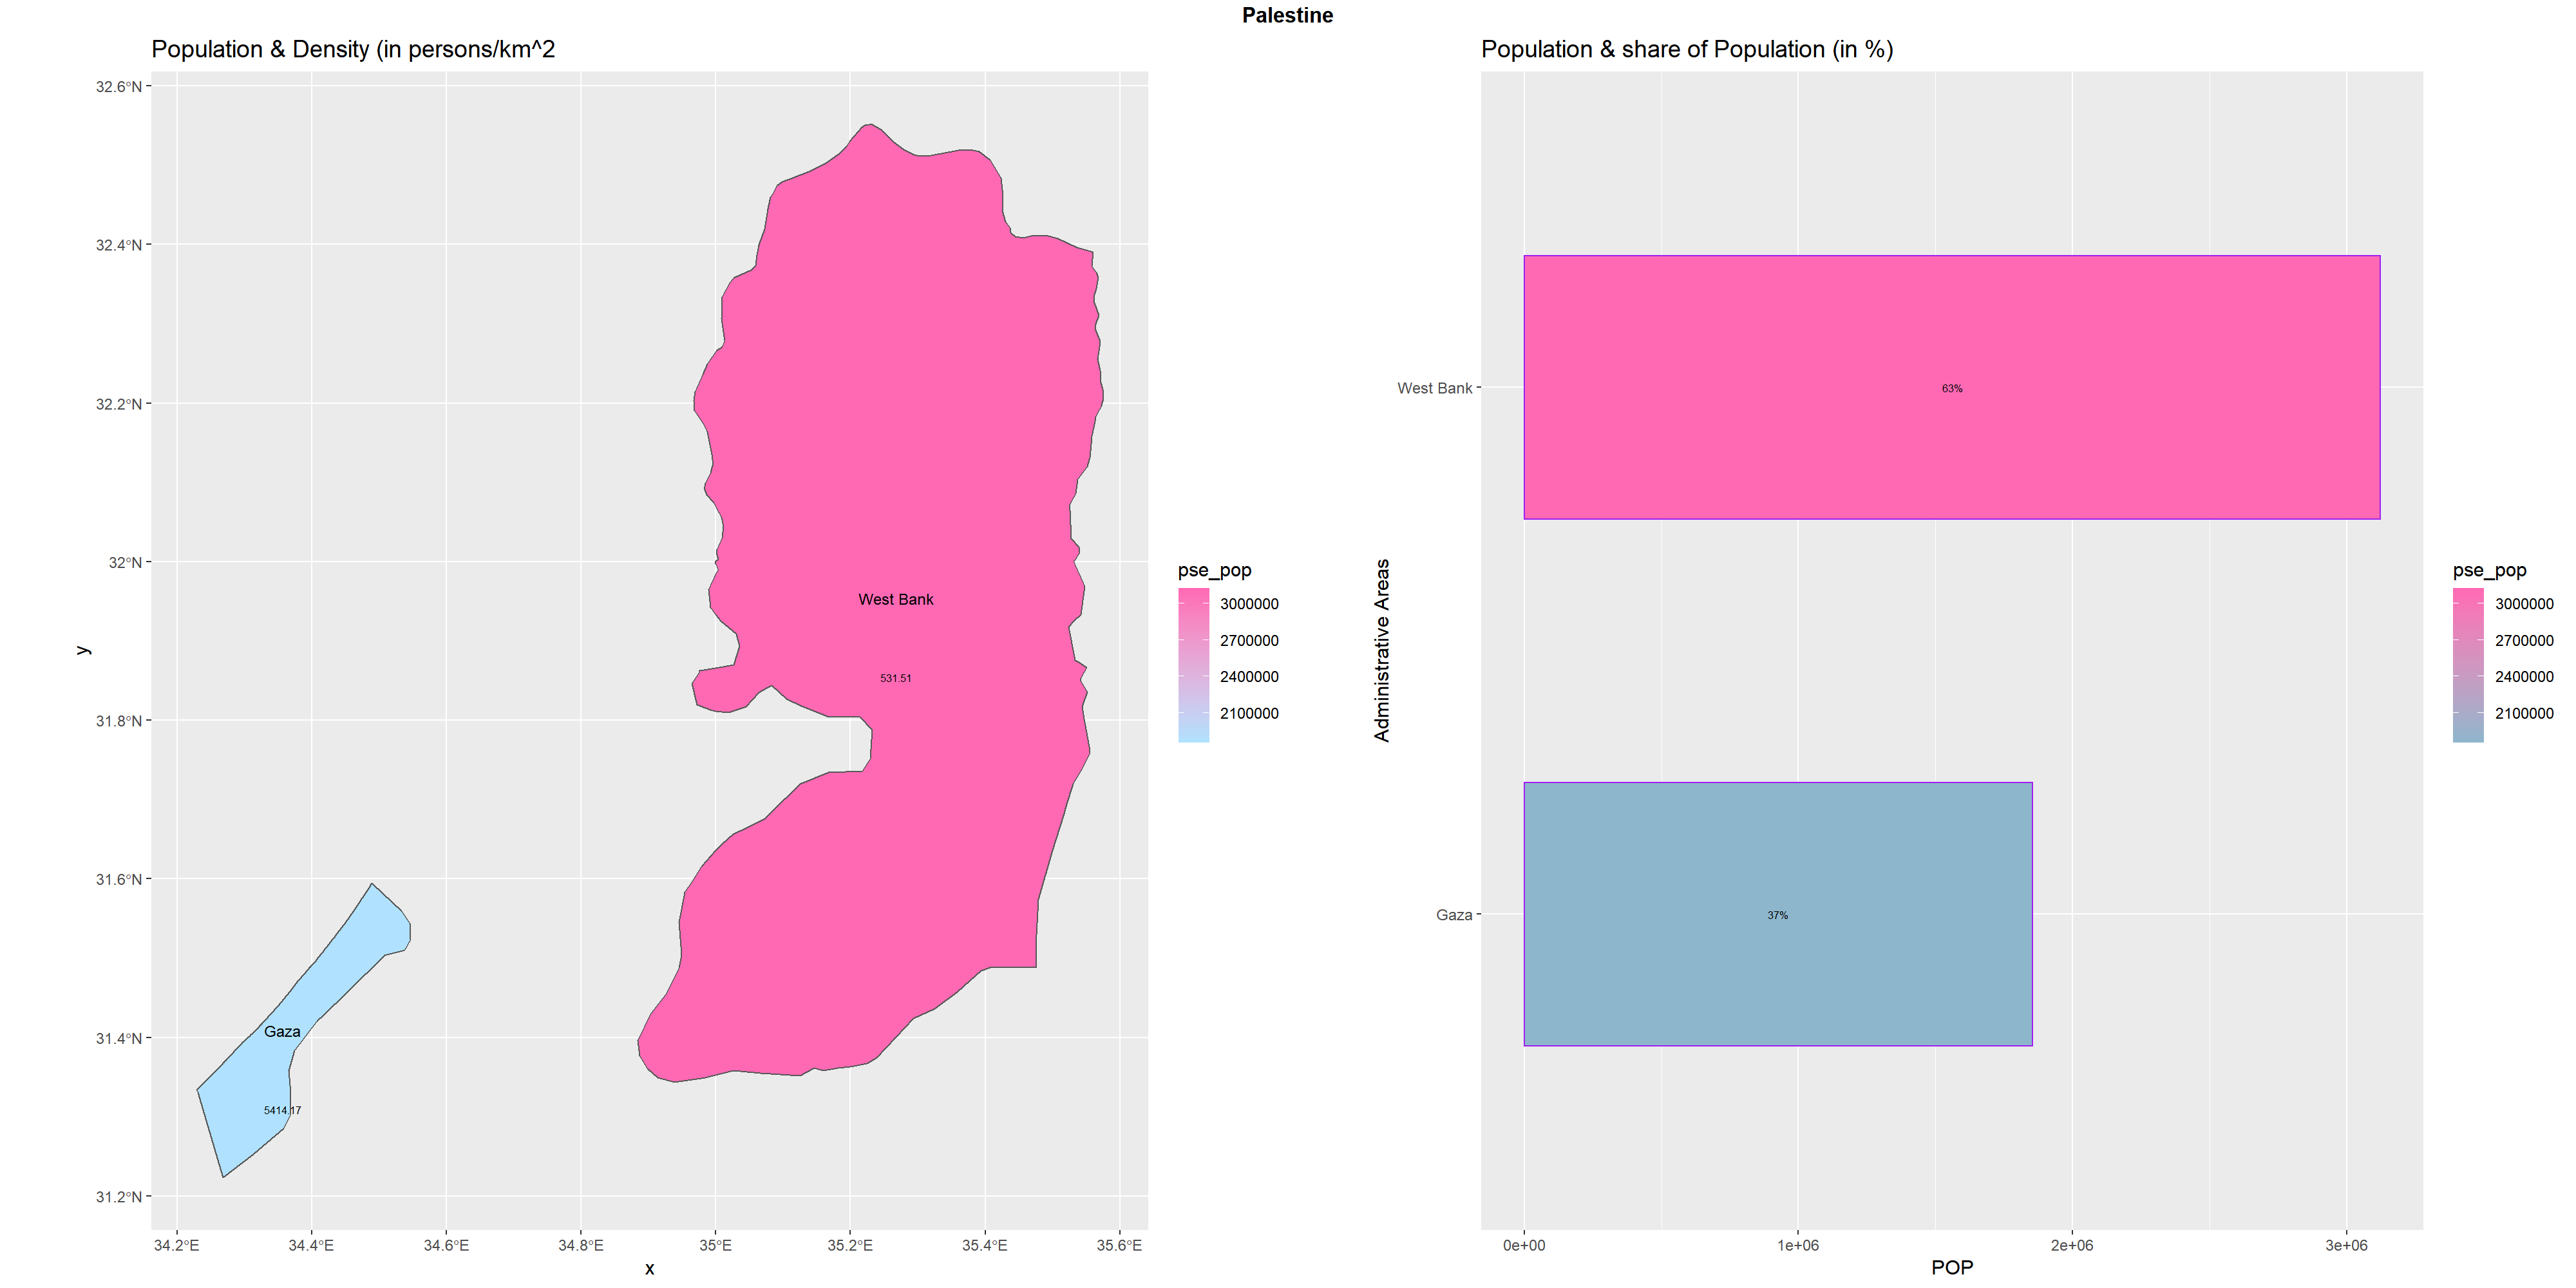 Palestine
Population & Density (in persons/km^2
32.6°N
32.4°N
32.2°N
32°N
31.8°N
31.6°N
31.4°N
31.2°N
y
West Bank
531.51
Gaza
5414.17
34.2°E
34.4°E
34.6°E
34.8°E
35°E
35.2°E
35.4°E
35.6°E
x
pse_pop
3000000
2700000
2400000
2100000
Population & share of Population (in %)
Administrative Areas
West Bank
63%
Gaza
37%
0e+00
1e+06
2e+06
3e+06
POP
pse_pop
3000000
2700000
2400000
2100000